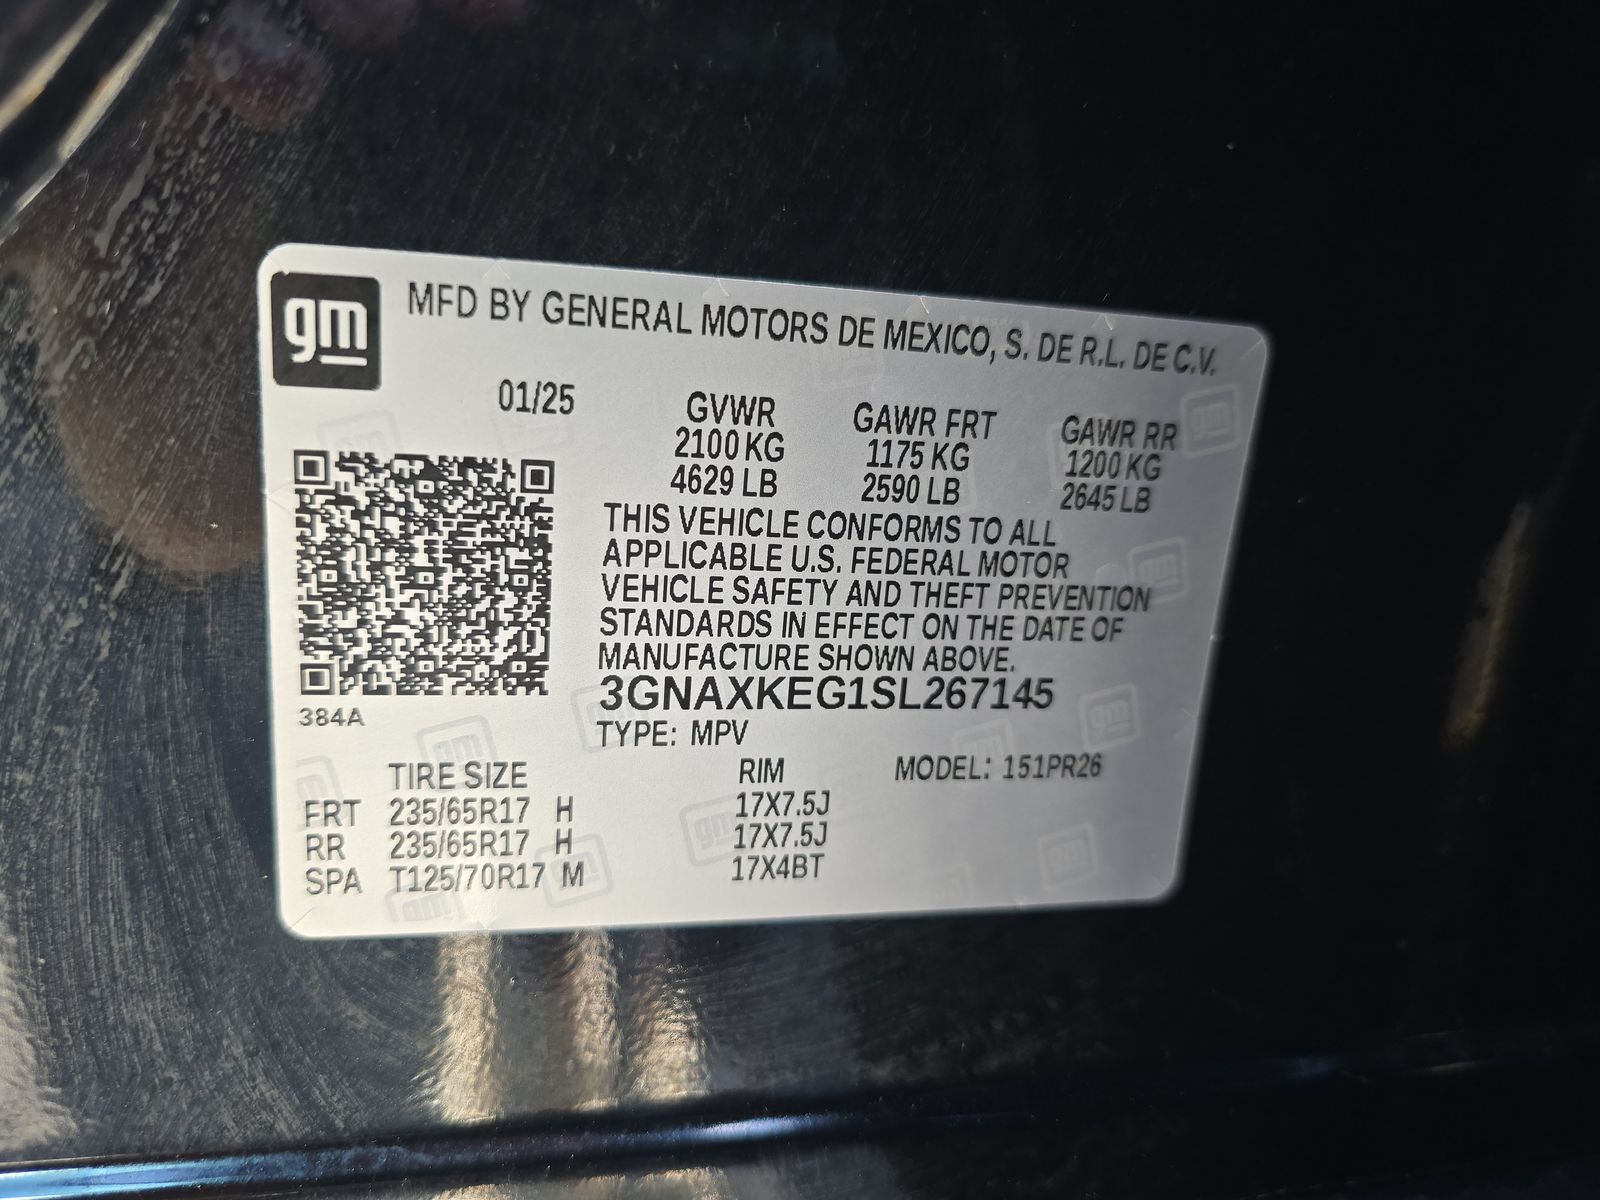 gm
MFD BY GENERAL MOTORS DE MEXICO, S. DE R.L. DE C.V.
01/25
GVWR GAWR FRT GAWR RR
2100 KG 1175 KG 1200 KG
4629 LB 2590 LB 2645 LB
THIS VEHICLE CONFORMS TO ALL
APPLICABLE U.S. FEDERAL MOTOR
VEHICLE SAFETY AND THEFT PREVENTION
STANDARDS IN EFFECT ON THE DATE OF
MANUFACTURE SHOWN ABOVE.
3GNAXKEG1SL267145
384A
TYPE: MPV
TIRE SIZE RIM MODEL: 151PR26
FRT 235/65R17 H 17X7.5J
RR 235/65R17 H 17X7.5J
SPA T125/70R17 M 17X4BT